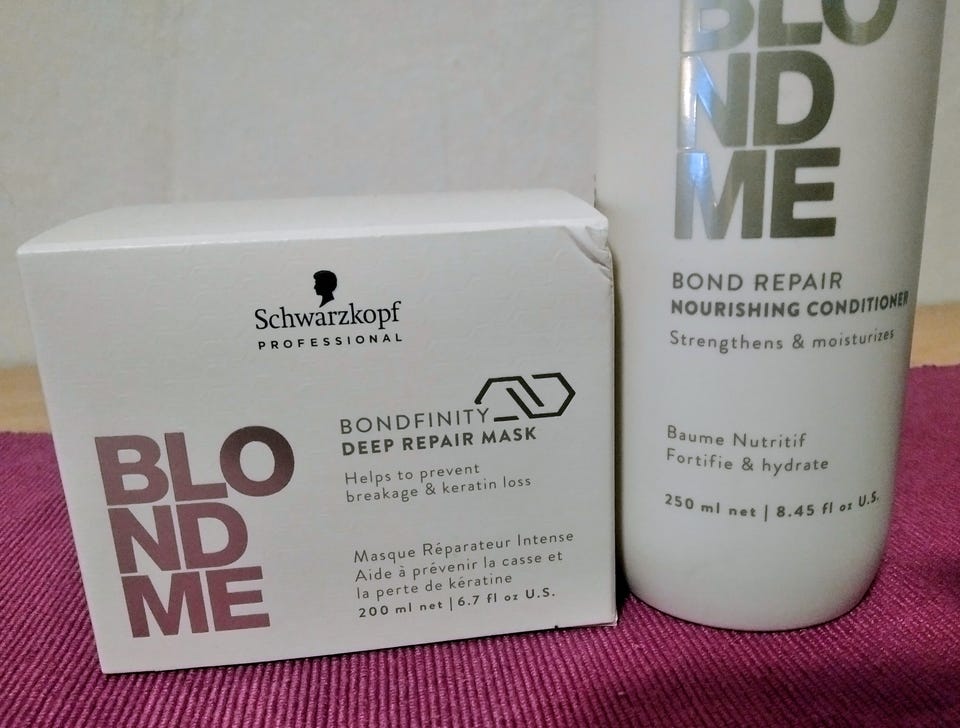 Schwarzkopf
PROFESSIONAL
BLO
ND
ME
BONDFINITY
DEEP REPAIR MASK
Helps to prevent
breakage & keratin loss
Masque Réparateur Intense
Aide à prévenir la casse et
la perte de kératine
200 ml net | 6.7 fl oz U.S.
BLO
ND
ME
BOND REPAIR
NOURISHING CONDITIONER
Strengthens & moisturizes
Baume Nutritif
Fortifie & hydrate
250 ml net | 8.45 fl oz U.S.